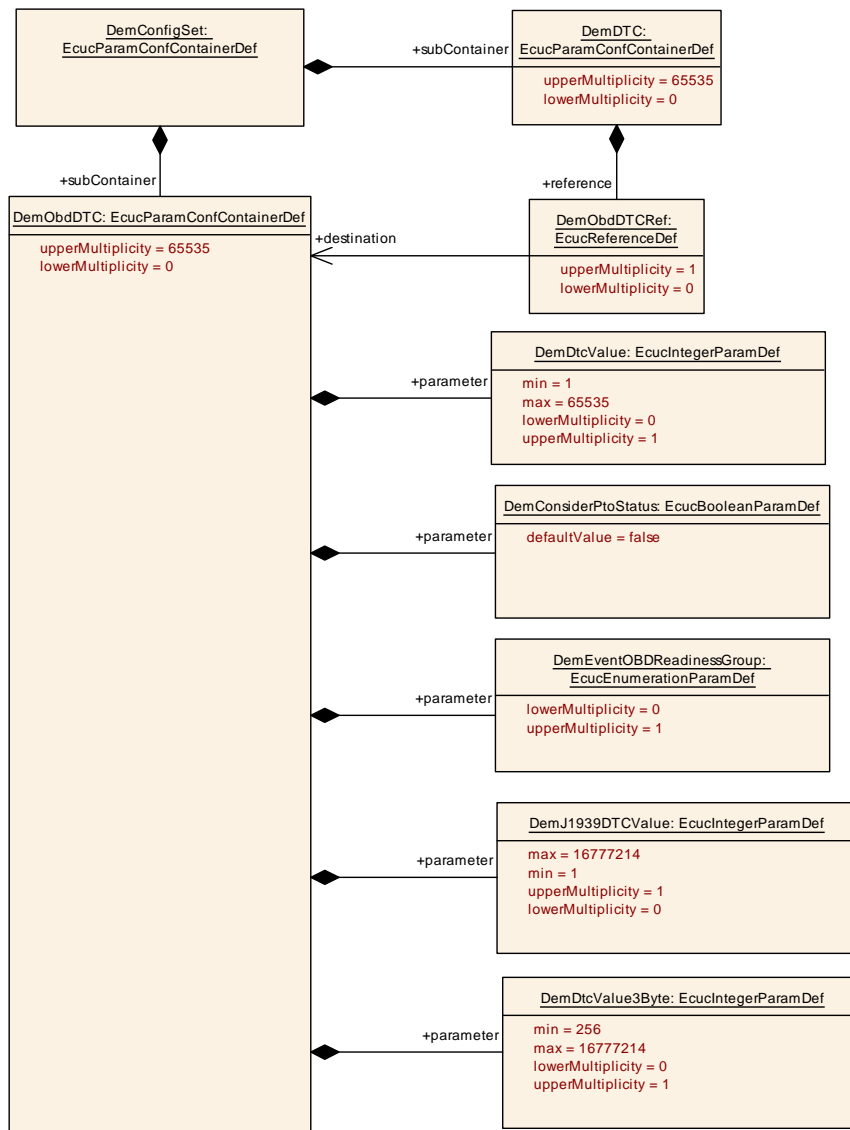 DemConfigSet:
EcucParamConfContainerDef
+subContainer
DemDTC:
EcucParamConfContainerDef
upperMultiplicity = 65535
lowerMultiplicity = 0
+subContainer
+reference
DemObdDTC: EcucParamConfContainerDef
upperMultiplicity = 65535
lowerMultiplicity = 0
+destination
DemObdDTCRef:
EcucReferenceDef
upperMultiplicity = 1
lowerMultiplicity = 0
+parameter
DemDtcValue: EcucIntegerParamDef
min = 1
max = 65535
lowerMultiplicity = 0
upperMultiplicity = 1
+parameter
DemConsiderPtoStatus: EcucBooleanParamDef
defaultValue = false
+parameter
DemEventOBDReadinessGroup:
EcucEnumerationParamDef
lowerMultiplicity = 0
upperMultiplicity = 1
+parameter
DemJ1939DTCValue: EcucIntegerParamDef
max = 16777214
min = 1
upperMultiplicity = 1
lowerMultiplicity = 0
+parameter
DemDtcValue3Byte: EcucIntegerParamDef
min = 256
max = 16777214
lowerMultiplicity = 0
upperMultiplicity = 1